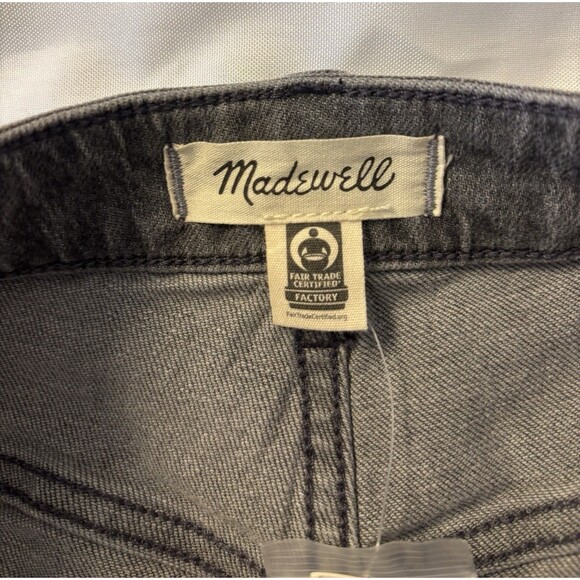 Madewell
FAIR TRADE
CERTIFIED
FACTORY
FairTradeCertified.org